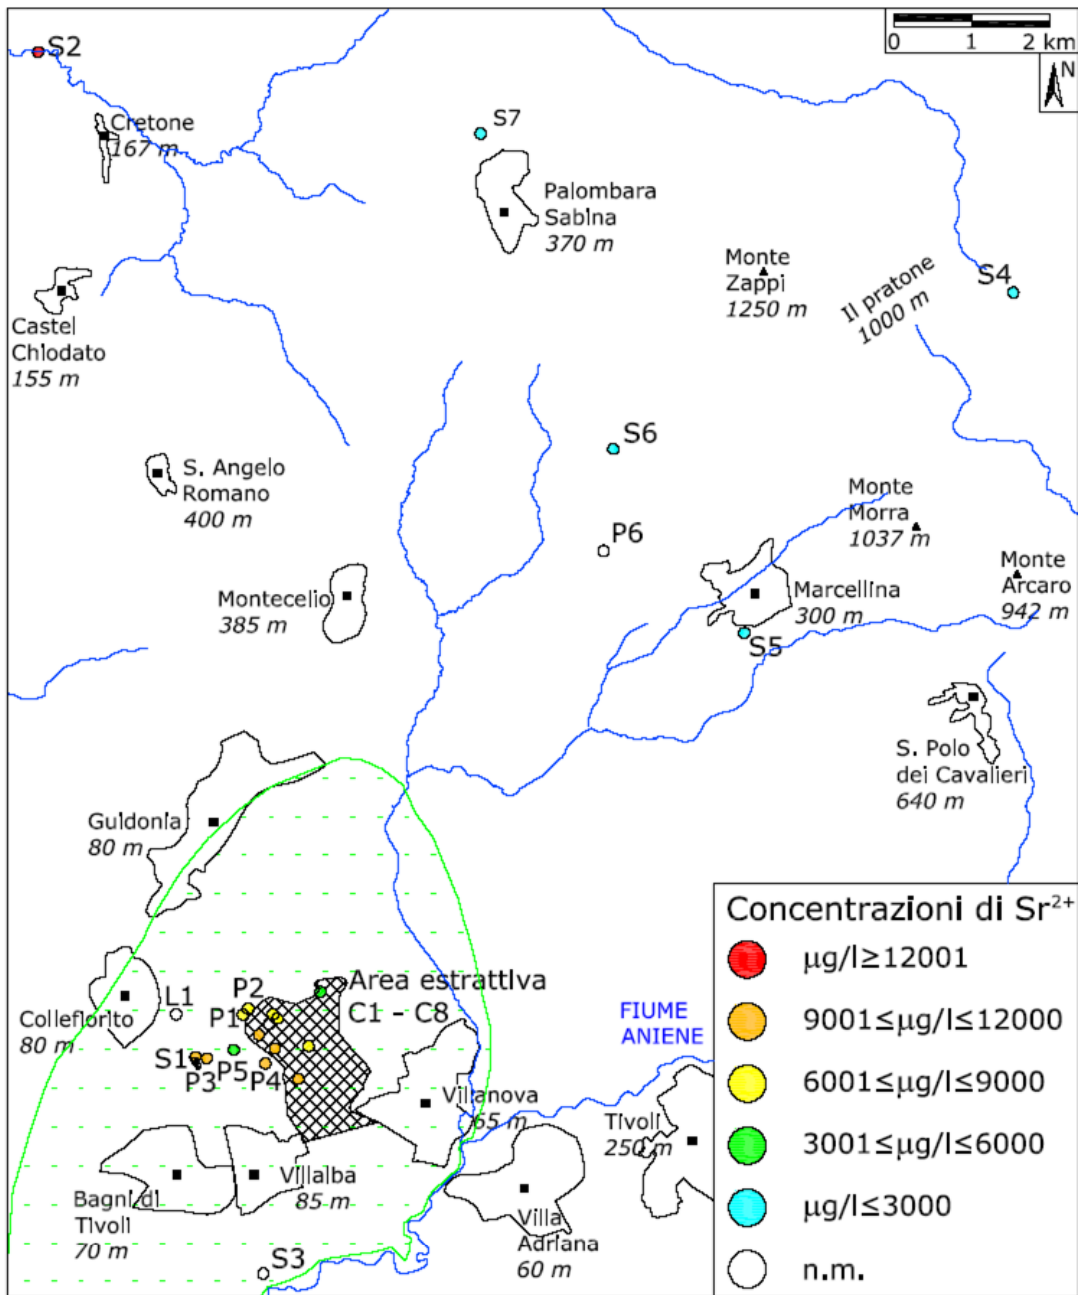 S2
0 1 2 km
N
Cretone
167 m
S7
Palombara
Sabina
370 m
Monte
Zappi
1250 m
Il pratone
1000 m
S4
Castel
Chiodato
155 m
S6
S. Angelo
Romano
400 m
Monte
Morra
1037 m
P6
Monte
Arcaro
942 m
Montecelio
385 m
Marcellina
300 m
S5
S. Polo
dei Cavalieri
640 m
Guidonia
80 m
Collefiorito
80 m
L1
P2
P1
Area estrattiva
C1 - C8
S1
P3
P5
P4
FIUME
ANIENE
Villanova
65 m
Tivoli
250 m
Bagni di
Tivoli
70 m
Villalba
85 m
Villa
Adriana
60 m
S3
Concentrazioni di Sr²⁺
μg/l≥12001
9001≤μg/l≤12000
6001≤μg/l≤9000
3001≤μg/l≤6000
μg/l≤3000
n.m.